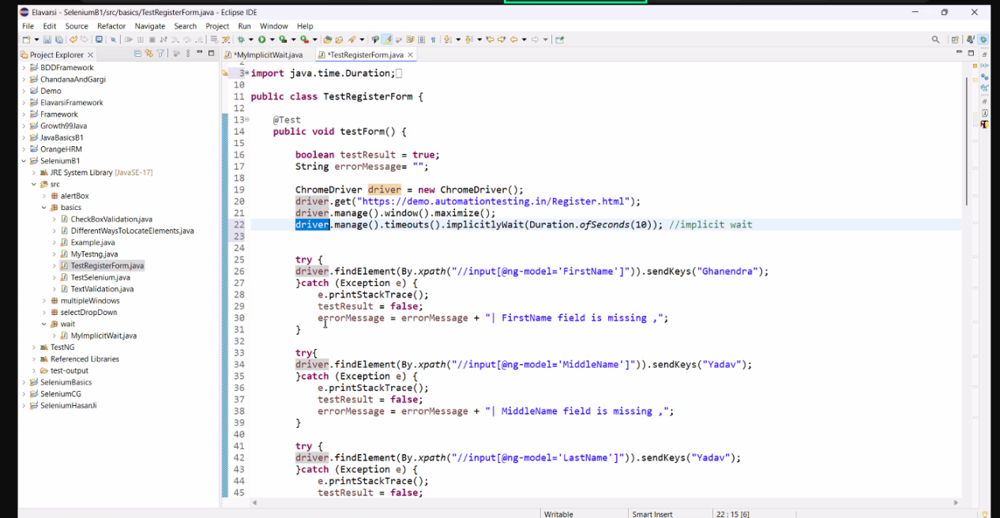 Elavarsi - SeleniumB1/src/basics/TestRegisterForm.java - Eclipse IDE
File Edit Source Refactor Navigate Search Project Run Window Help
Project Explorer
BDDFramework
ChandanaAndGargi
Demo
ElavarsiFramework
Framework
Growth99Java
JavaBasicsB1
OrangeHRM
SeleniumB1
JRE System Library [JavaSE-17]
src
alertBox
basics
CheckBoxValidation.java
DifferentWaysToLocateElements.java
Example.java
MyTestng.java
TestRegisterForm.java
TestSelenium.java
TextValidation.java
multipleWindows
selectDropDown
wait
MyImplicitWait.java
TestNG
Referenced Libraries
test-output
SeleniumBasics
SeleniumCG
SeleniumHasanJi
*MyImplicitWait.java *TestRegisterForm.java
2
3 import java.time.Duration;
10
11 public class TestRegisterForm {
12
13 @Test
14 public void testForm() {
15
16 boolean testResult = true;
17 String errorMessage= "";
18
19 ChromeDriver driver = new ChromeDriver();
20 driver.get("https://demo.automationtesting.in/Register.html");
21 driver.manage().window().maximize();
22 driver.manage().timeouts().implicitlyWait(Duration.ofSeconds(10)); //implicit wait
23
24
25 try {
26 driver.findElement(By.xpath("//input[@ng-model='FirstName']")).sendKeys("Ghanendra");
27 }catch (Exception e) {
28 e.printStackTrace();
29 testResult = false;
30 errorMessage = errorMessage + "| FirstName field is missing ,";
31 }
32
33 try{
34 driver.findElement(By.xpath("//input[@ng-model='MiddleName']")).sendKeys("Yadav");
35 }catch (Exception e) {
36 e.printStackTrace();
37 testResult = false;
38 errorMessage = errorMessage + "| MiddleName field is missing ,";
39 }
40
41 try {
42 driver.findElement(By.xpath("//input[@ng-model='LastName']")).sendKeys("Yadav");
43 }catch (Exception e) {
44 e.printStackTrace();
45 testResult = false;
Writable Smart Insert 22 : 15 [6]